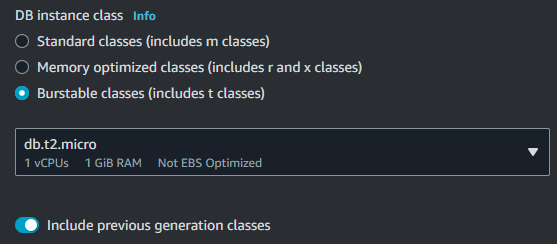 DB instance class Info
Standard classes (includes m classes)
Memory optimized classes (includes r and x classes)
Burstable classes (includes t classes)
db.t2.micro
1 vCPUs 1 GiB RAM Not EBS Optimized
Include previous generation classes